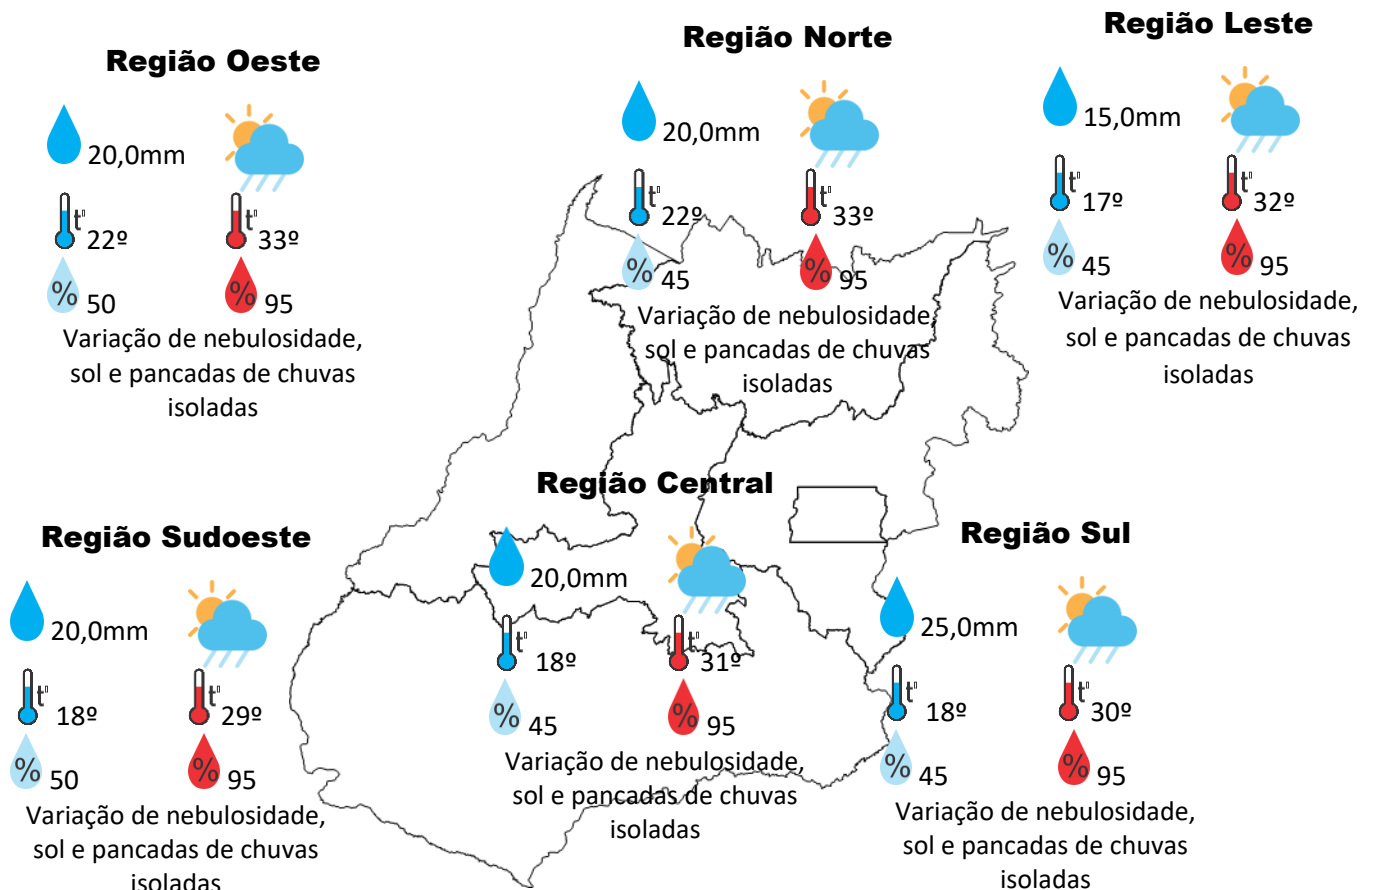 Região Oeste
20,0mm
t°
22º
t°
33º
%
50
%
95
Variação de nebulosidade,
sol e pancadas de chuvas
isoladas
Região Norte
20,0mm
t°
22º
t°
33º
%
45
%
95
Variação de nebulosidade,
sol e pancadas de chuvas
isoladas
Região Leste
15,0mm
t°
17º
t°
32º
%
45
%
95
Variação de nebulosidade,
sol e pancadas de chuvas
isoladas
Região Sudoeste
20,0mm
t°
18º
t°
29º
%
50
%
95
Variação de nebulosidade,
sol e pancadas de chuvas
isoladas
Região Central
20,0mm
t°
18º
t°
31º
%
45
%
95
Variação de nebulosidade,
sol e pancadas de chuvas
isoladas
Região Sul
25,0mm
t°
18º
t°
30º
%
45
%
95
Variação de nebulosidade,
sol e pancadas de chuvas
isoladas